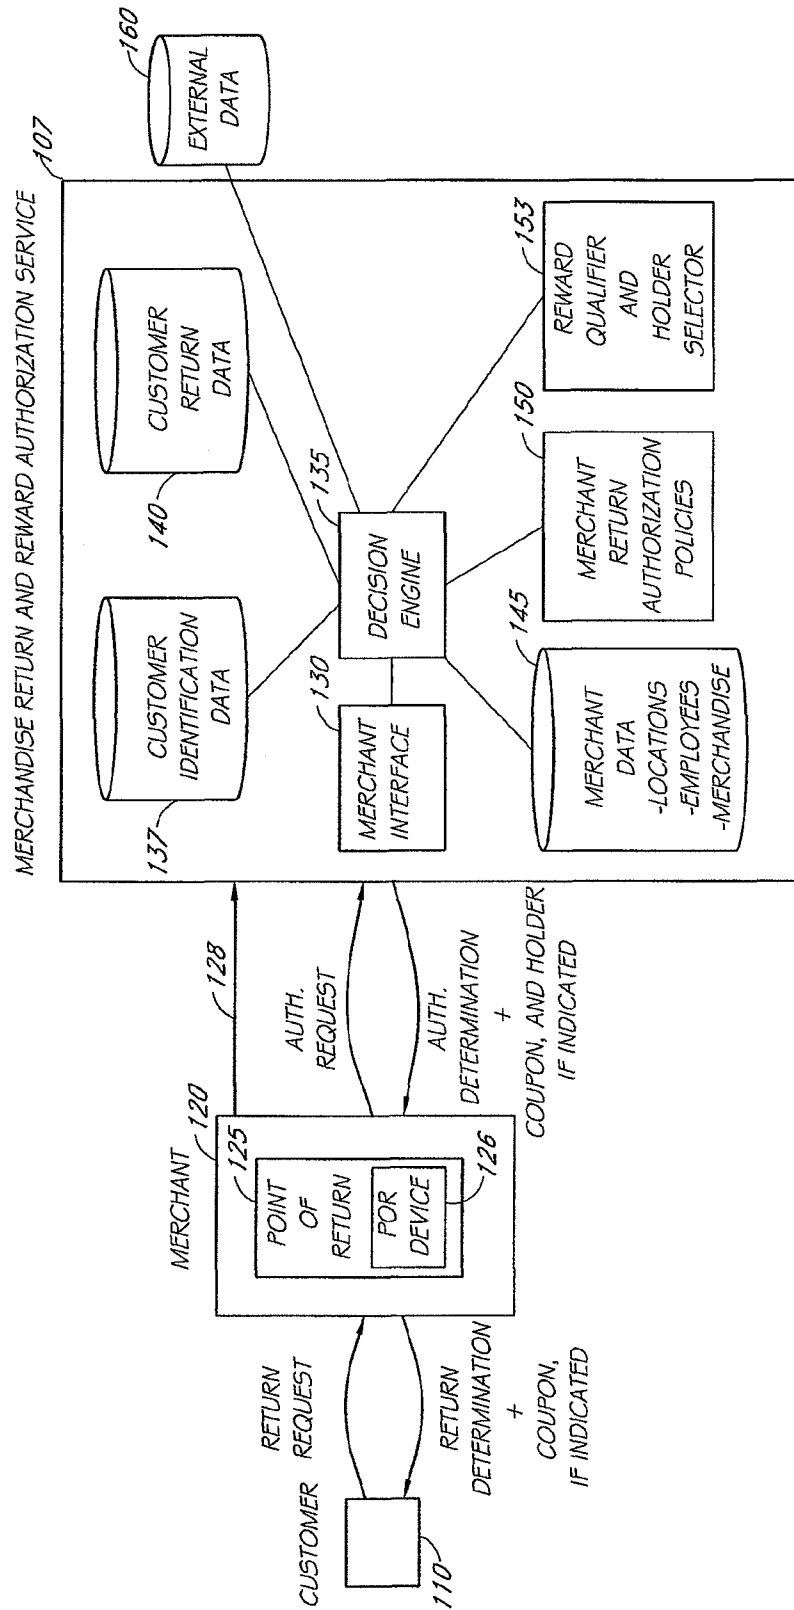 MERCHANDISE RETURN AND REWARD AUTHORIZATION SERVICE
107
160
EXTERNAL
DATA
CUSTOMER
IDENTIFICATION
DATA
137
CUSTOMER
RETURN
DATA
140
MERCHANT
INTERFACE
130
DECISION
ENGINE
135
MERCHANT
DATA
-LOCATIONS
-EMPLOYEES
-MERCHANDISE
145
MERCHANT
RETURN
AUTHORIZATION
POLICIES
150
REWARD
QUALIFIER
AND
HOLDER
SELECTOR
153
128
AUTH.
REQUEST
AUTH.
DETERMINATION
+
COUPON, AND HOLDER
IF INDICATED
MERCHANT
120
125
POINT
OF
RETURN
POR
DEVICE
126
RETURN
REQUEST
RETURN
DETERMINATION
+
COUPON,
IF INDICATED
CUSTOMER
110